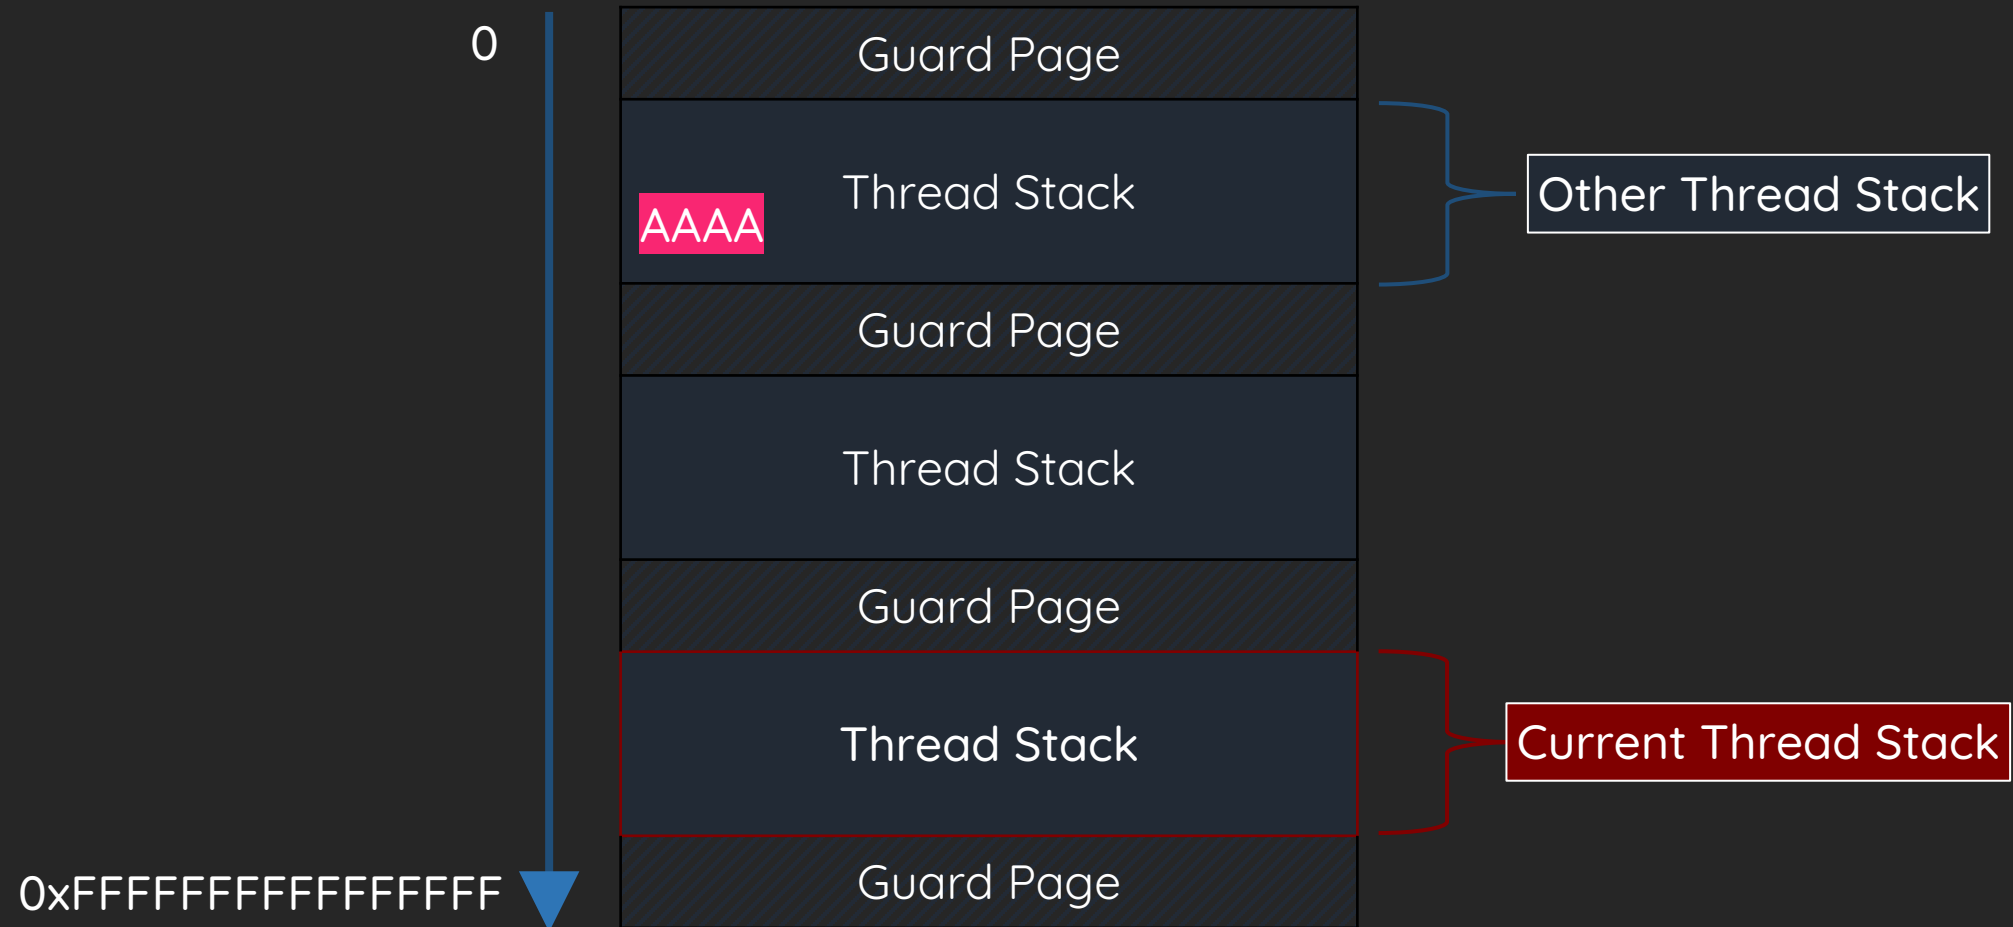 0
Guard Page
Thread Stack
AAAA
Other Thread Stack
Guard Page
Thread Stack
Guard Page
Thread Stack
Current Thread Stack
0xFFFFFFFFFFFFFFFF
Guard Page